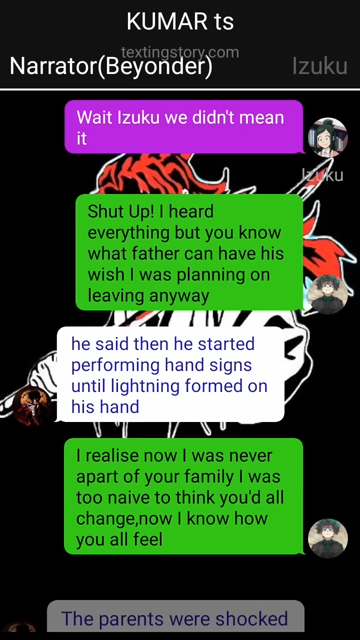 KUMAR ts
textingstory.com
Narrator(Beyonder) Izuku
Wait Izuku we didn't mean
it
Izuku
Shut Up! I heard
everything but you know
what father can have his
wish I was planning on
leaving anyway
he said then he started
performing hand signs
until lightning formed on
his hand
I realise now I was never
apart of your family I was
too naive to think you'd all
change,now I know how
you all feel
The parents were shocked